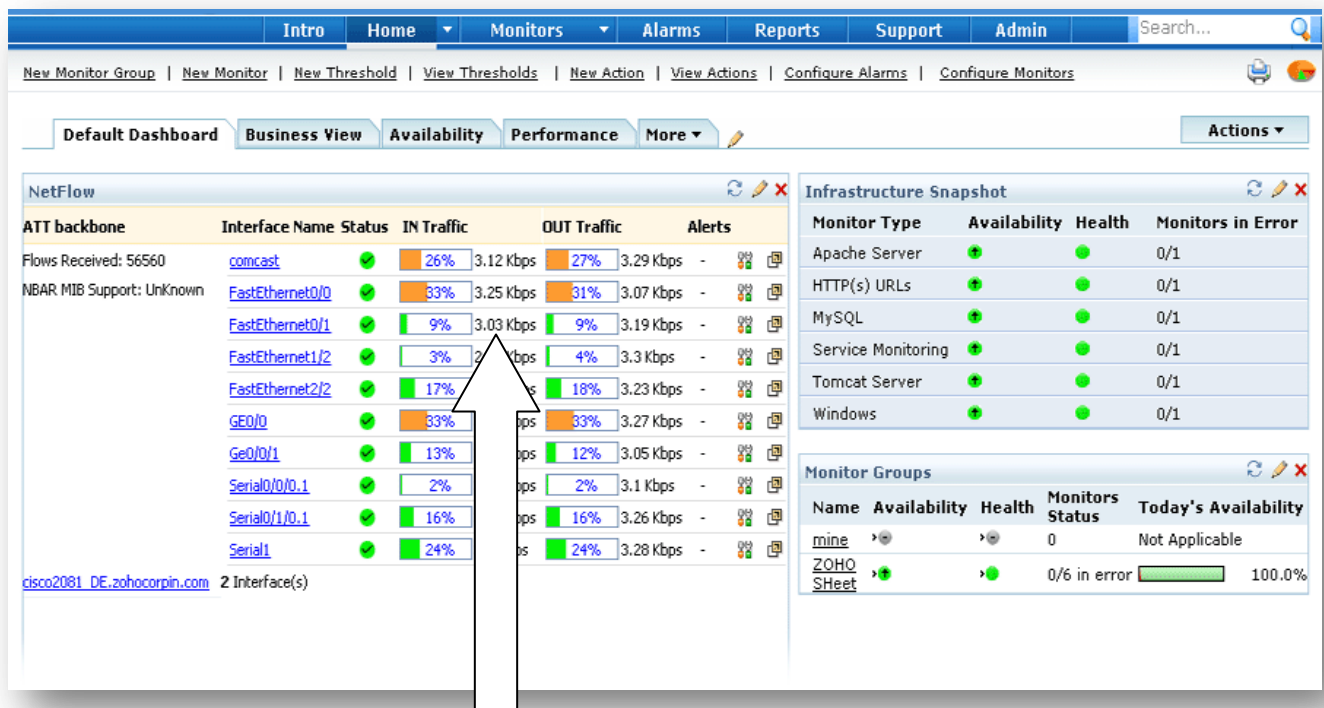 Intro Home Monitors Alarms Reports Support Admin Search...
New Monitor Group | New Monitor | New Threshold | View Thresholds | New Action | View Actions | Configure Alarms | Configure Monitors
Default Dashboard Business View Availability Performance More Actions
NetFlow
ATT backbone Interface Name Status IN Traffic OUT Traffic Alerts
Flows Received: 56560 comcast 26% 3.12 Kbps 27% 3.29 Kbps -
NBAR MIB Support: UnKnown FastEthernet0/0 33% 3.25 Kbps 31% 3.07 Kbps -
FastEthernet0/1 9% 3.03 Kbps 9% 3.19 Kbps -
FastEthernet1/2 3% Kbps 4% 3.3 Kbps -
FastEthernet2/2 17% 18% 3.23 Kbps -
GE0/0 33% 33% 3.27 Kbps -
Ge0/0/1 13% 12% 3.05 Kbps -
Serial0/0/0.1 2% 2% 3.1 Kbps -
Serial0/1/0.1 16% 16% 3.26 Kbps -
Serial1 24% 24% 3.28 Kbps -
cisco2081_DE.zohocorpin.com 2 Interface(s)
Infrastructure Snapshot
Monitor Type Availability Health Monitors in Error
Apache Server 0/1
HTTP(s) URLs 0/1
MySQL 0/1
Service Monitoring 0/1
Tomcat Server 0/1
Windows 0/1
Monitor Groups
Name Availability Health Monitors Status Today's Availability
mine 0 Not Applicable
ZOHO SHeet 0/6 in error 100.0%